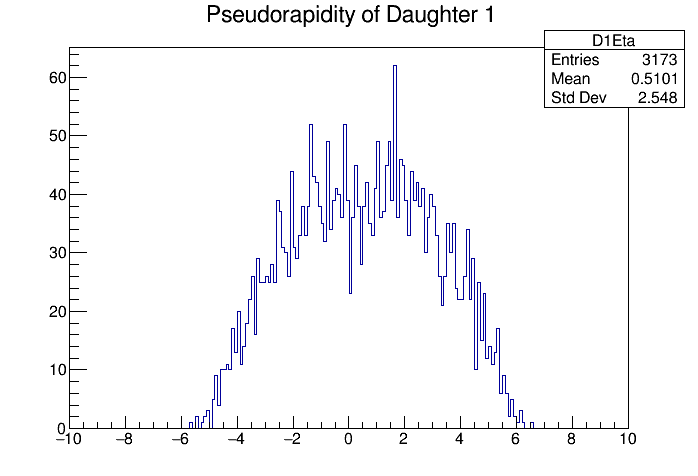 Pseudorapidity of Daughter 1
D1Eta
Entries 3173
Mean 0.5101
Std Dev 2.548
60
50
40
30
20
10
0
−10 −8 −6 −4 −2 0 2 4 6 8 10